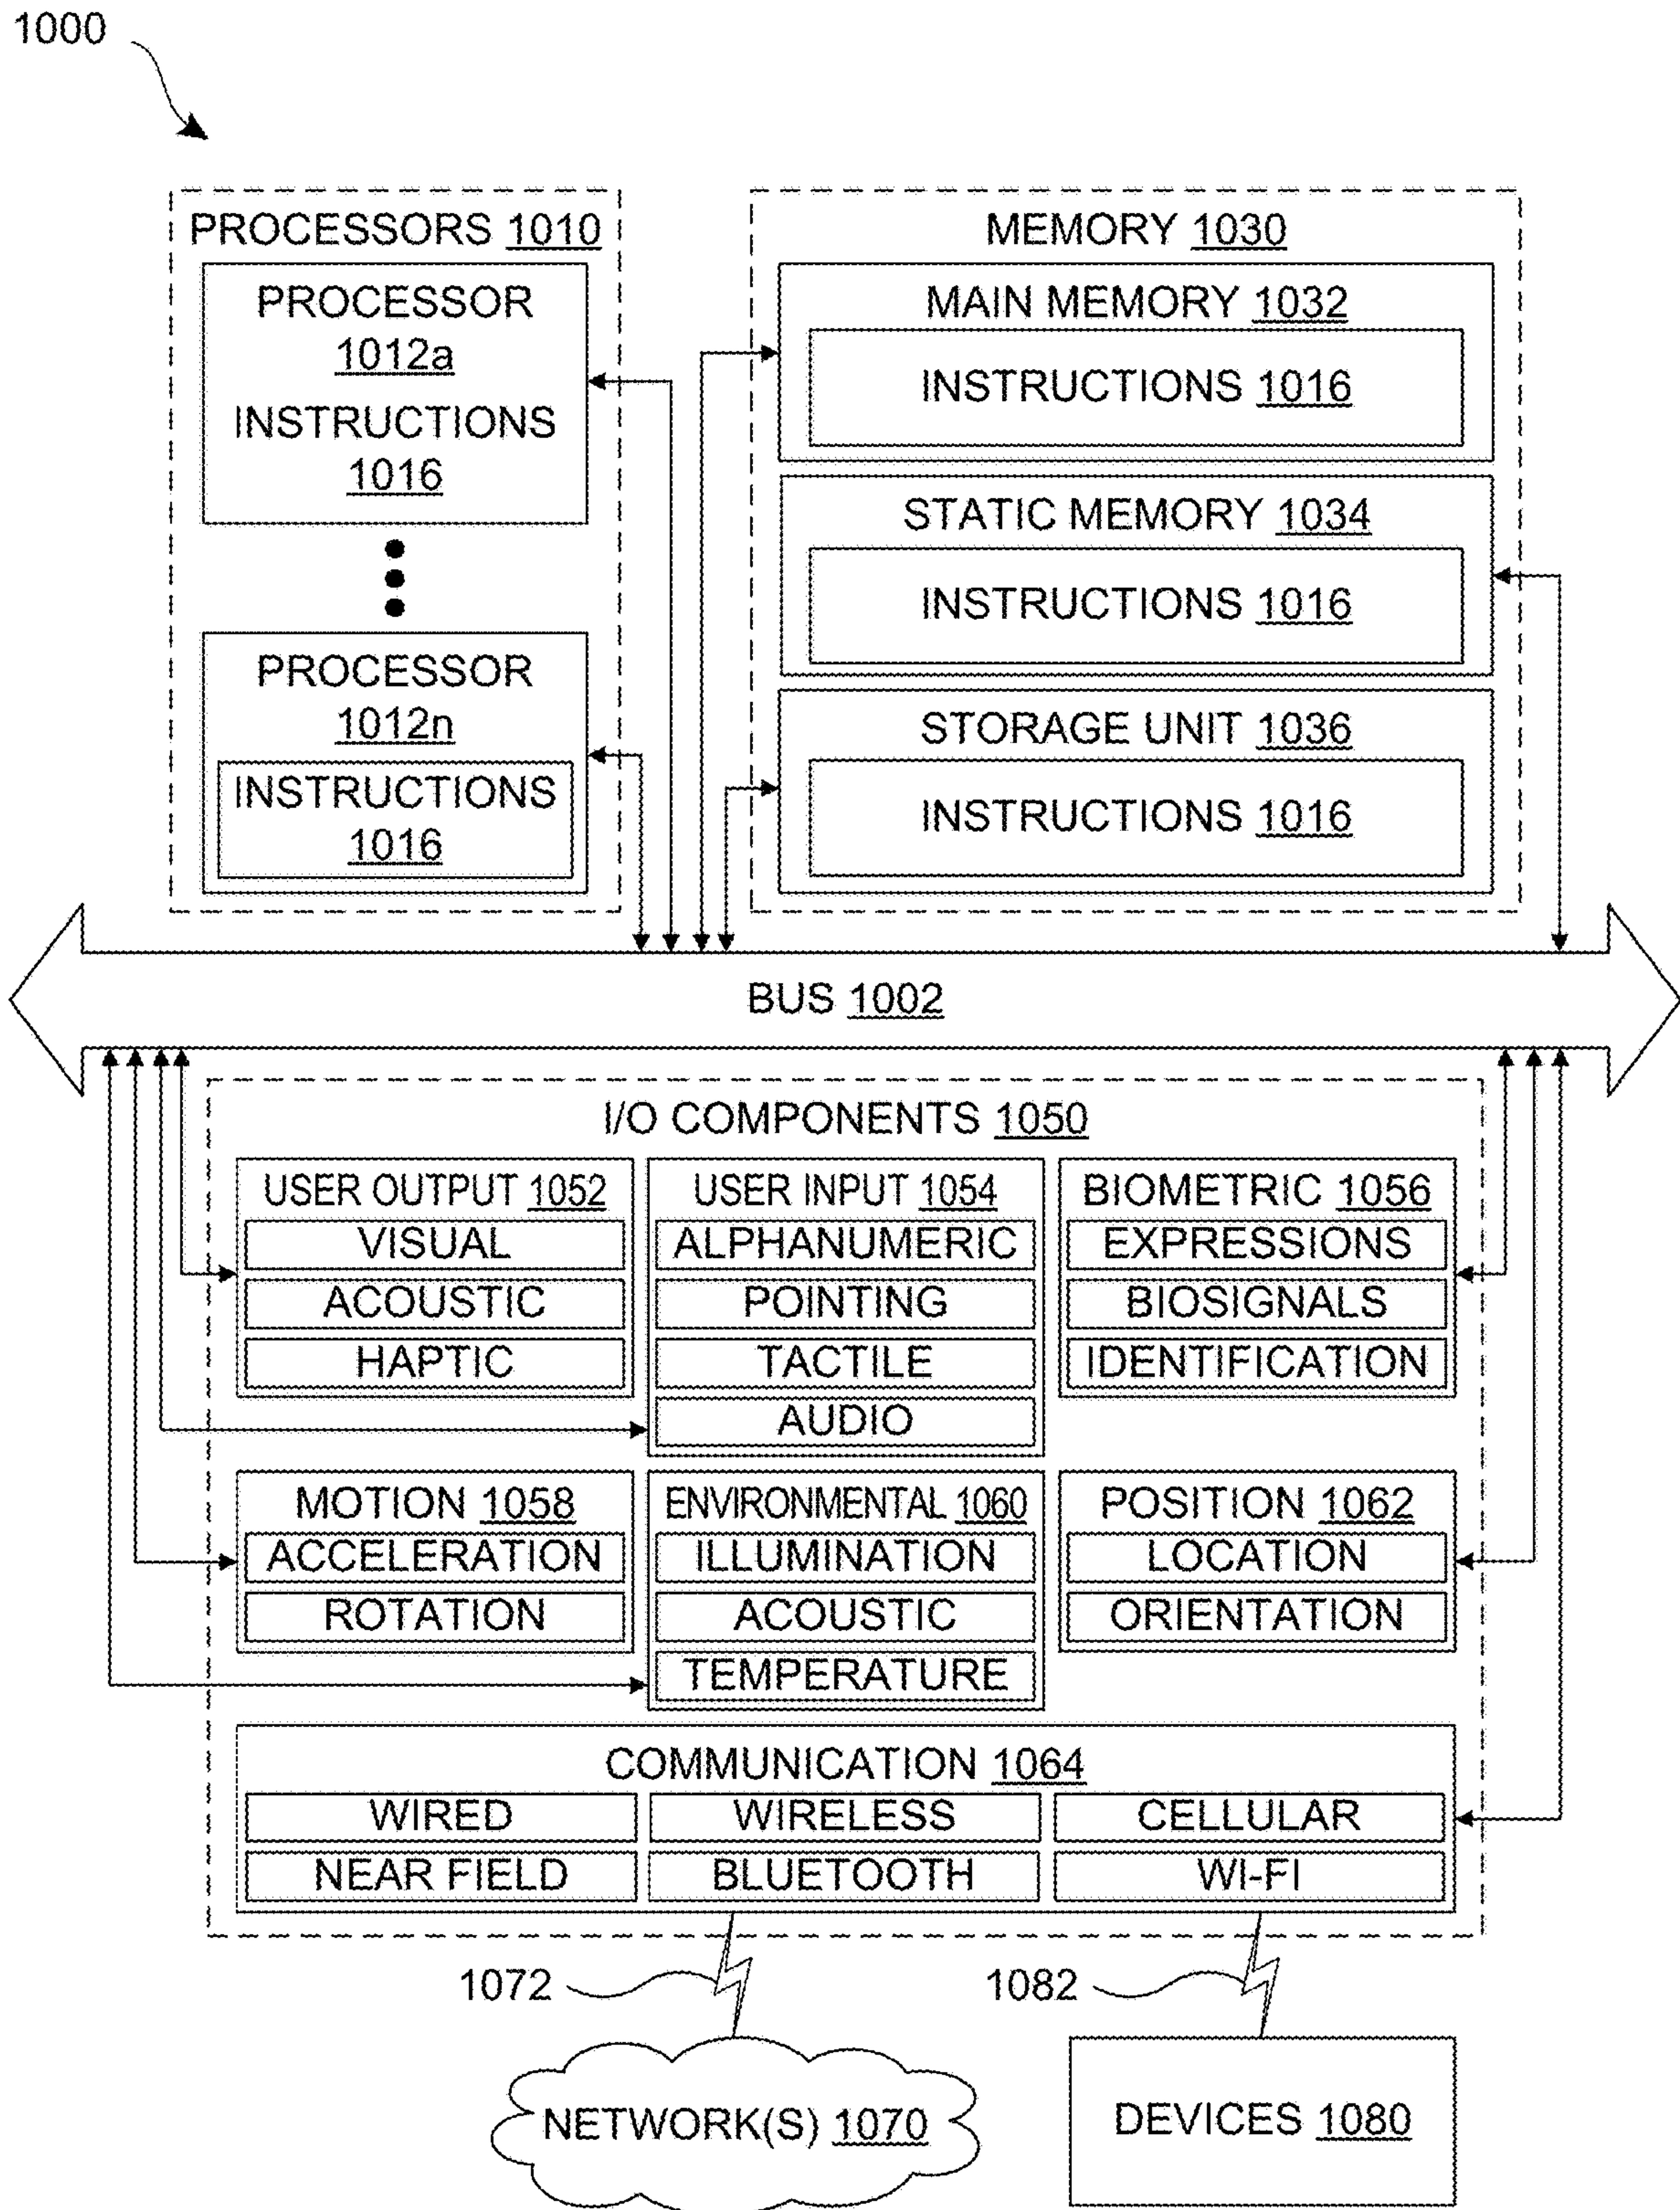 1000
PROCESSORS 1010
PROCESSOR
1012a
INSTRUCTIONS
1016
PROCESSOR
1012n
INSTRUCTIONS
1016
MEMORY 1030
MAIN MEMORY 1032
INSTRUCTIONS 1016
STATIC MEMORY 1034
INSTRUCTIONS 1016
STORAGE UNIT 1036
INSTRUCTIONS 1016
BUS 1002
I/O COMPONENTS 1050
USER OUTPUT 1052
VISUAL
ACOUSTIC
HAPTIC
USER INPUT 1054
ALPHANUMERIC
POINTING
TACTILE
AUDIO
BIOMETRIC 1056
EXPRESSIONS
BIOSIGNALS
IDENTIFICATION
MOTION 1058
ACCELERATION
ROTATION
ENVIRONMENTAL 1060
ILLUMINATION
ACOUSTIC
TEMPERATURE
POSITION 1062
LOCATION
ORIENTATION
COMMUNICATION 1064
WIRED
WIRELESS
CELLULAR
NEAR FIELD
BLUETOOTH
WI-FI
1072
1082
NETWORK(S) 1070
DEVICES 1080